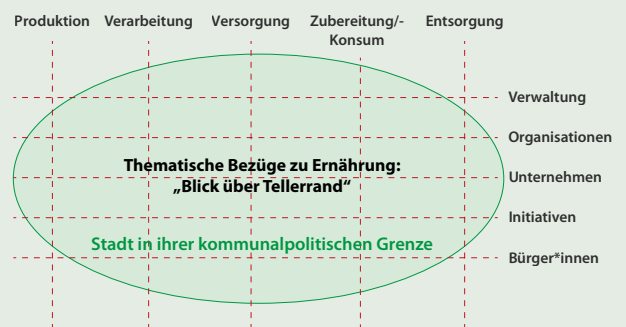 Produktion Verarbeitung Versorgung Zubereitung/- Entsorgung
Konsum
Verwaltung
Organisationen
Thematische Bezüge zu Ernährung:
„Blick über Tellerrand“
Unternehmen
Initiativen
Stadt in ihrer kommunalpolitischen Grenze
Bürger*innen